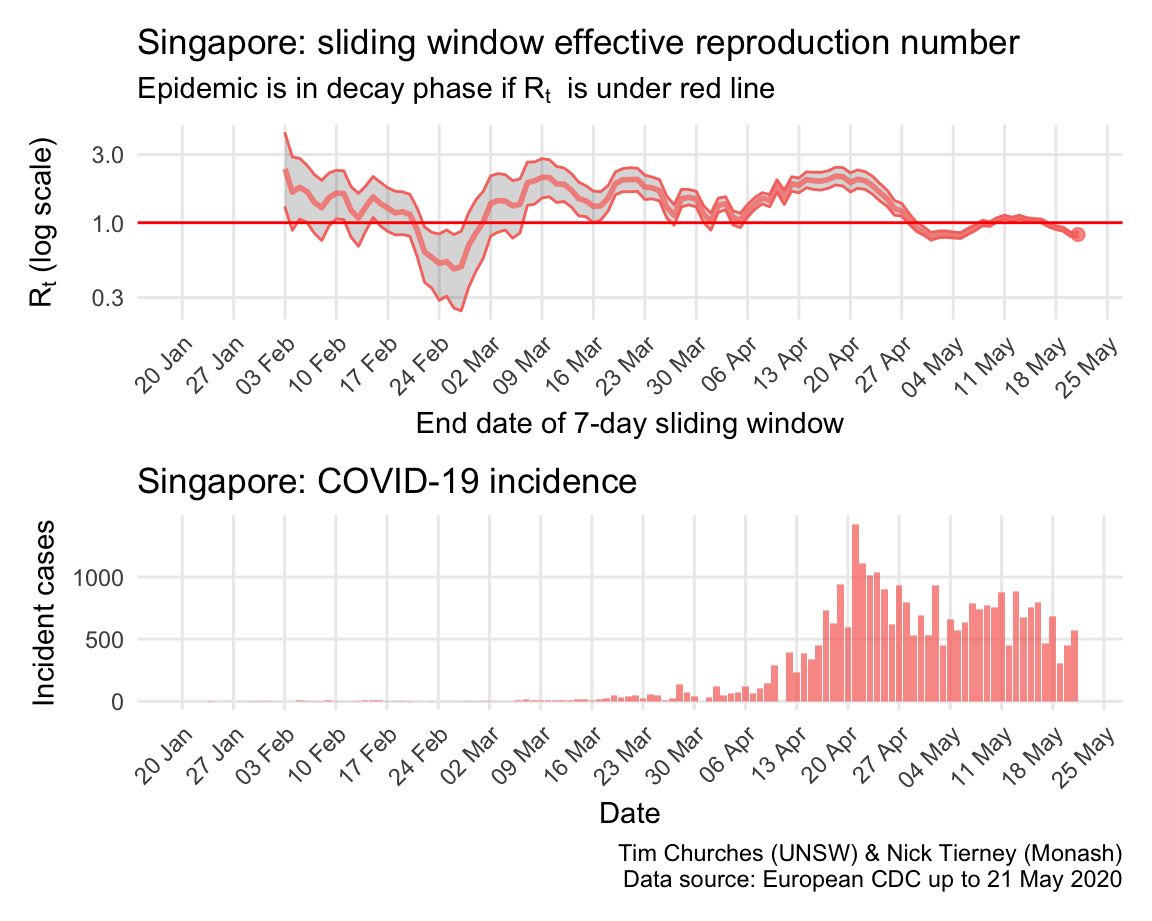 Singapore: sliding window effective reproduction number
Epidemic is in decay phase if Rt is under red line
Rt (log scale)
3.0
1.0
0.3
20 Jan
27 Jan
03 Feb
10 Feb
17 Feb
24 Feb
02 Mar
09 Mar
16 Mar
23 Mar
30 Mar
06 Apr
13 Apr
20 Apr
27 Apr
04 May
11 May
18 May
25 May
End date of 7-day sliding window
Singapore: COVID-19 incidence
Incident cases
1000
500
0
20 Jan
27 Jan
03 Feb
10 Feb
17 Feb
24 Feb
02 Mar
09 Mar
16 Mar
23 Mar
30 Mar
06 Apr
13 Apr
20 Apr
27 Apr
04 May
11 May
18 May
25 May
Date
Tim Churches (UNSW) & Nick Tierney (Monash)
Data source: European CDC up to 21 May 2020